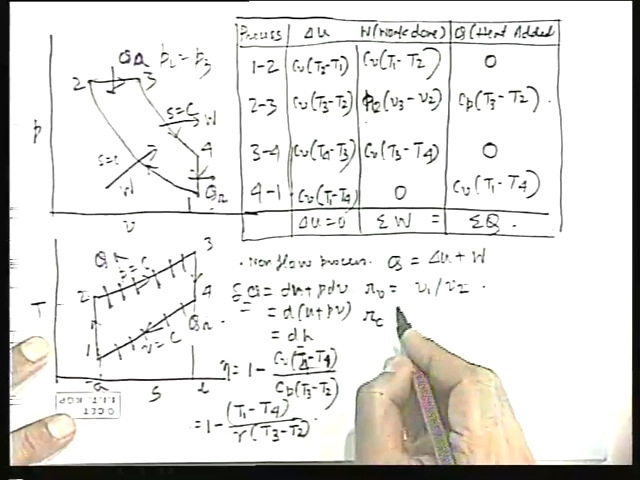 Process ΔU W(Work done) Q(Heat Added
1-2 Cv(T2-T1) Cv(T1-T2) 0
2-3 Cv(T3-T2) p2(v3-v2) Cp(T3-T2).
3-4 Cv(T4-T3) Cv(T3-T4) 0
4-1 Cv(T1-T4) 0 Cv(T1-T4)
ΔU=0 ΣW = ΣQ.
QA p2=p3
2 3
s=c W
4
s=c
W
QR
1
p
v
QA
p=c
3
2
4
QR
v=c
1
T
S
C.C.E.T
I.I.T. KGP
. Non flow process. Q = Δu + W
δQ = du + pdv rv = v1/v2.
= d(u+pv) rc
= dh
η = 1 - Cv(T1-T4) / Cp(T3-T2)
= 1 - (T1-T4) / γ(T3-T2).